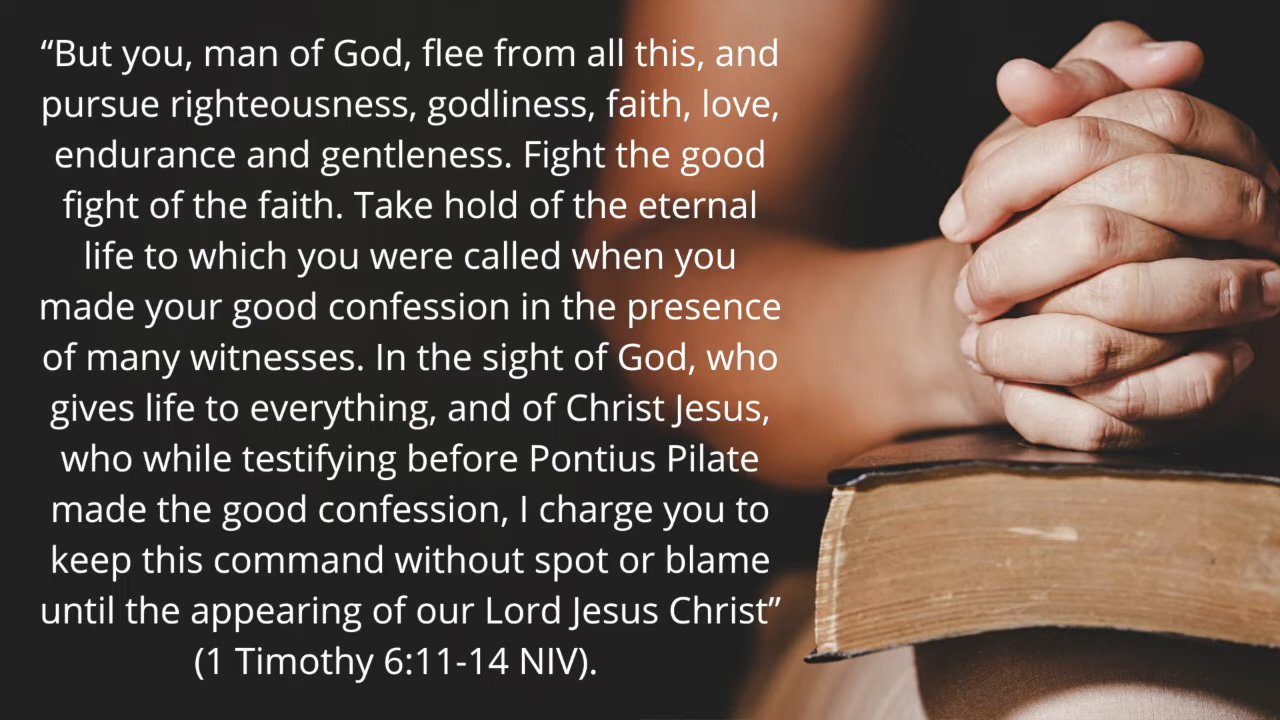 “But you, man of God, flee from all this, and
pursue righteousness, godliness, faith, love,
endurance and gentleness. Fight the good
fight of the faith. Take hold of the eternal
life to which you were called when you
made your good confession in the presence
of many witnesses. In the sight of God, who
gives life to everything, and of Christ Jesus,
who while testifying before Pontius Pilate
made the good confession, I charge you to
keep this command without spot or blame
until the appearing of our Lord Jesus Christ”
(1 Timothy 6:11-14 NIV).